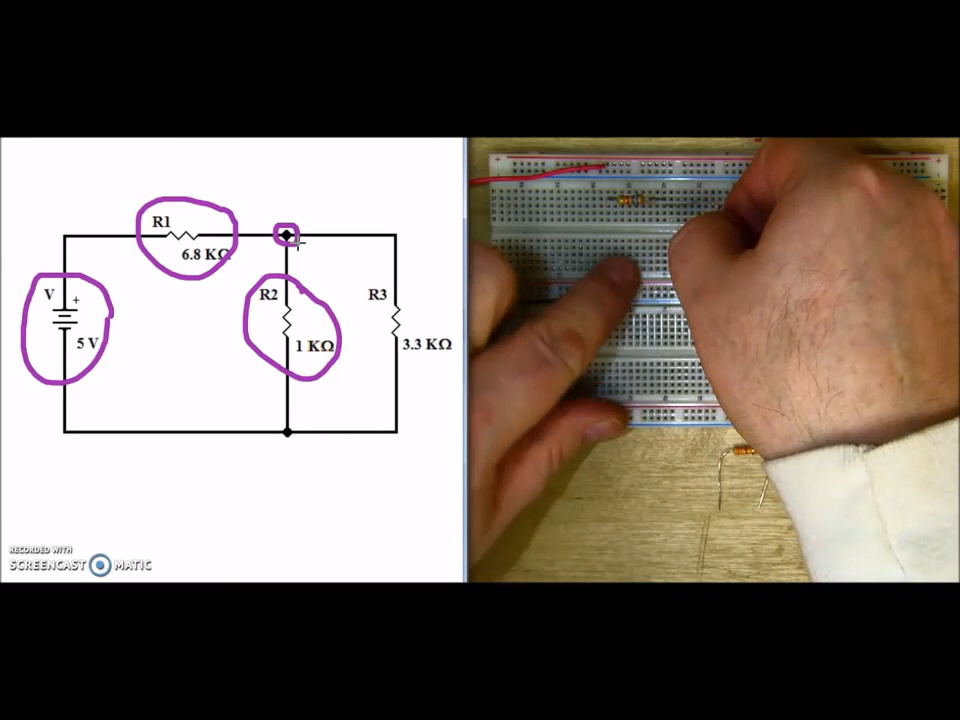 R1
6.8 KΩ
V +
5 V
R2
1 KΩ
R3
3.3 KΩ
RECORDED WITH
SCREENCAST MATIC